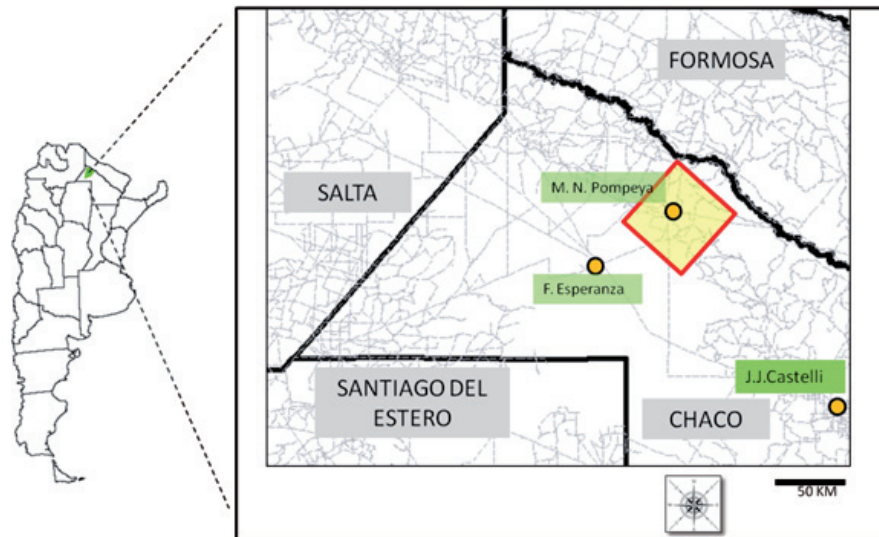 FORMOSA
SALTA
M. N. Pompeya
F. Esperanza
J.J.Castelli
SANTIAGO DEL
ESTERO
CHACO
50 KM